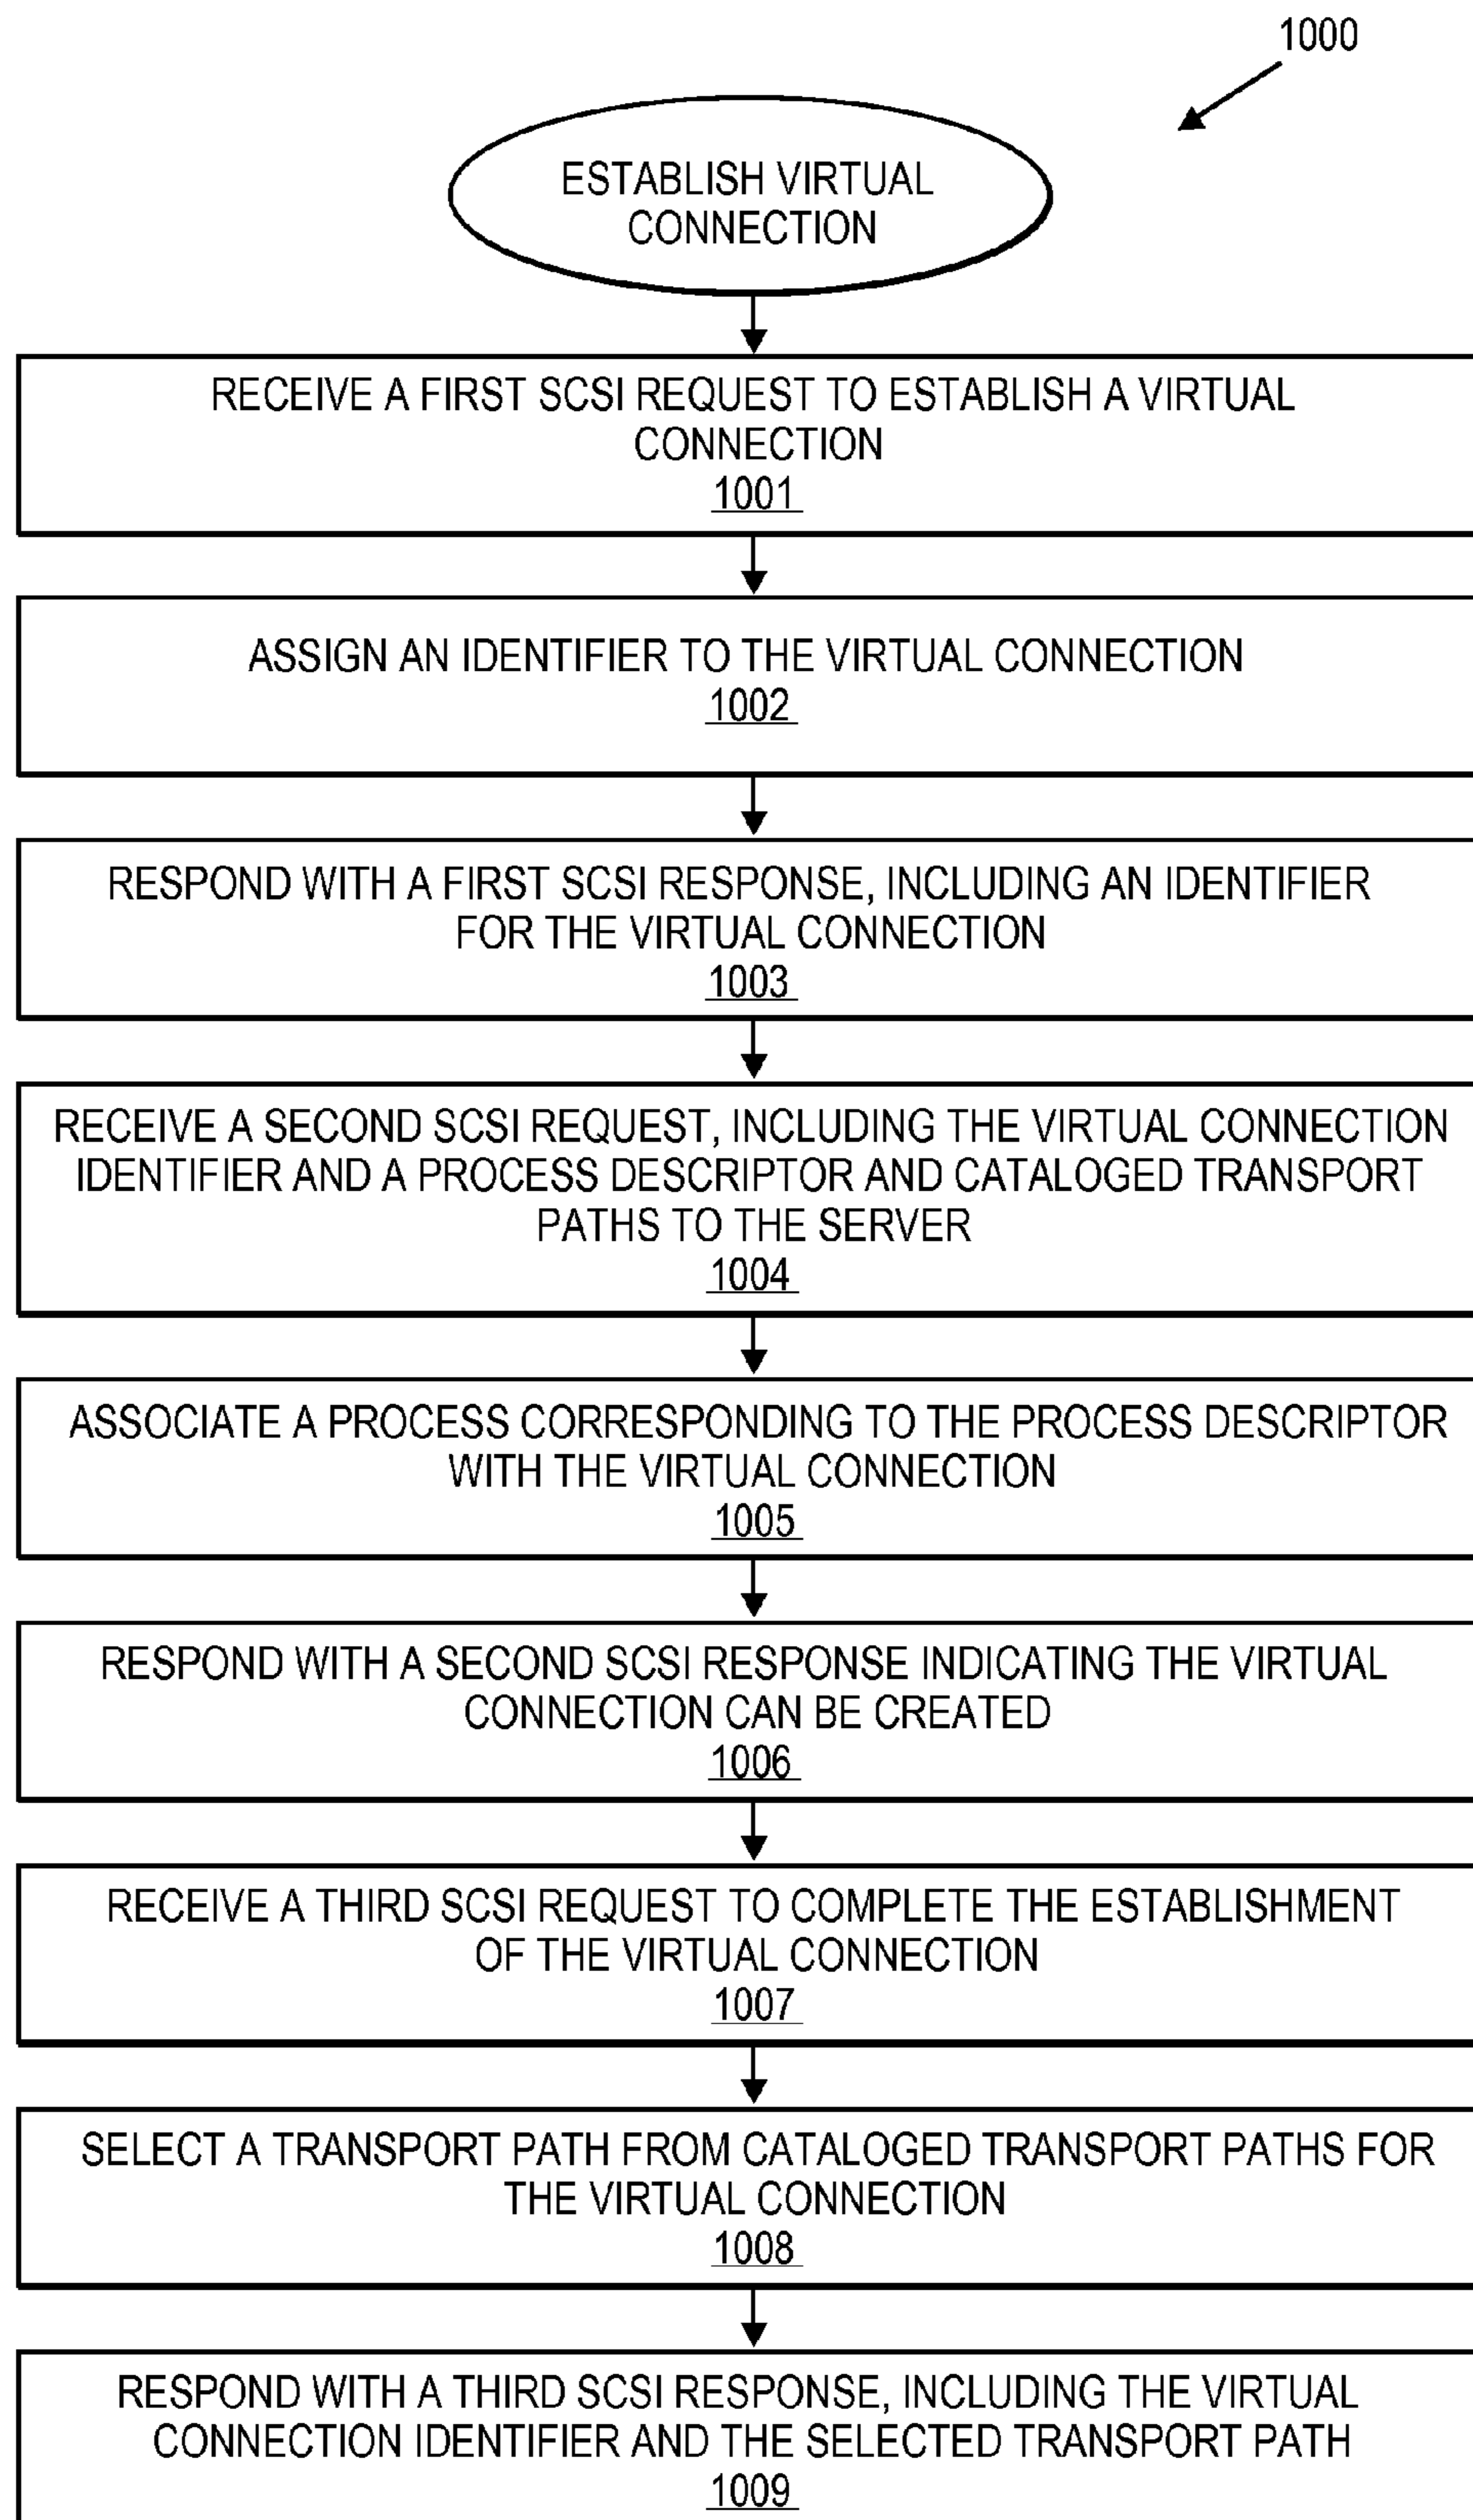 1000
ESTABLISH VIRTUAL
CONNECTION
RECEIVE A FIRST SCSI REQUEST TO ESTABLISH A VIRTUAL
CONNECTION
1001
ASSIGN AN IDENTIFIER TO THE VIRTUAL CONNECTION
1002
RESPOND WITH A FIRST SCSI RESPONSE, INCLUDING AN IDENTIFIER
FOR THE VIRTUAL CONNECTION
1003
RECEIVE A SECOND SCSI REQUEST, INCLUDING THE VIRTUAL CONNECTION
IDENTIFIER AND A PROCESS DESCRIPTOR AND CATALOGED TRANSPORT
PATHS TO THE SERVER
1004
ASSOCIATE A PROCESS CORRESPONDING TO THE PROCESS DESCRIPTOR
WITH THE VIRTUAL CONNECTION
1005
RESPOND WITH A SECOND SCSI RESPONSE INDICATING THE VIRTUAL
CONNECTION CAN BE CREATED
1006
RECEIVE A THIRD SCSI REQUEST TO COMPLETE THE ESTABLISHMENT
OF THE VIRTUAL CONNECTION
1007
SELECT A TRANSPORT PATH FROM CATALOGED TRANSPORT PATHS FOR
THE VIRTUAL CONNECTION
1008
RESPOND WITH A THIRD SCSI RESPONSE, INCLUDING THE VIRTUAL
CONNECTION IDENTIFIER AND THE SELECTED TRANSPORT PATH
1009